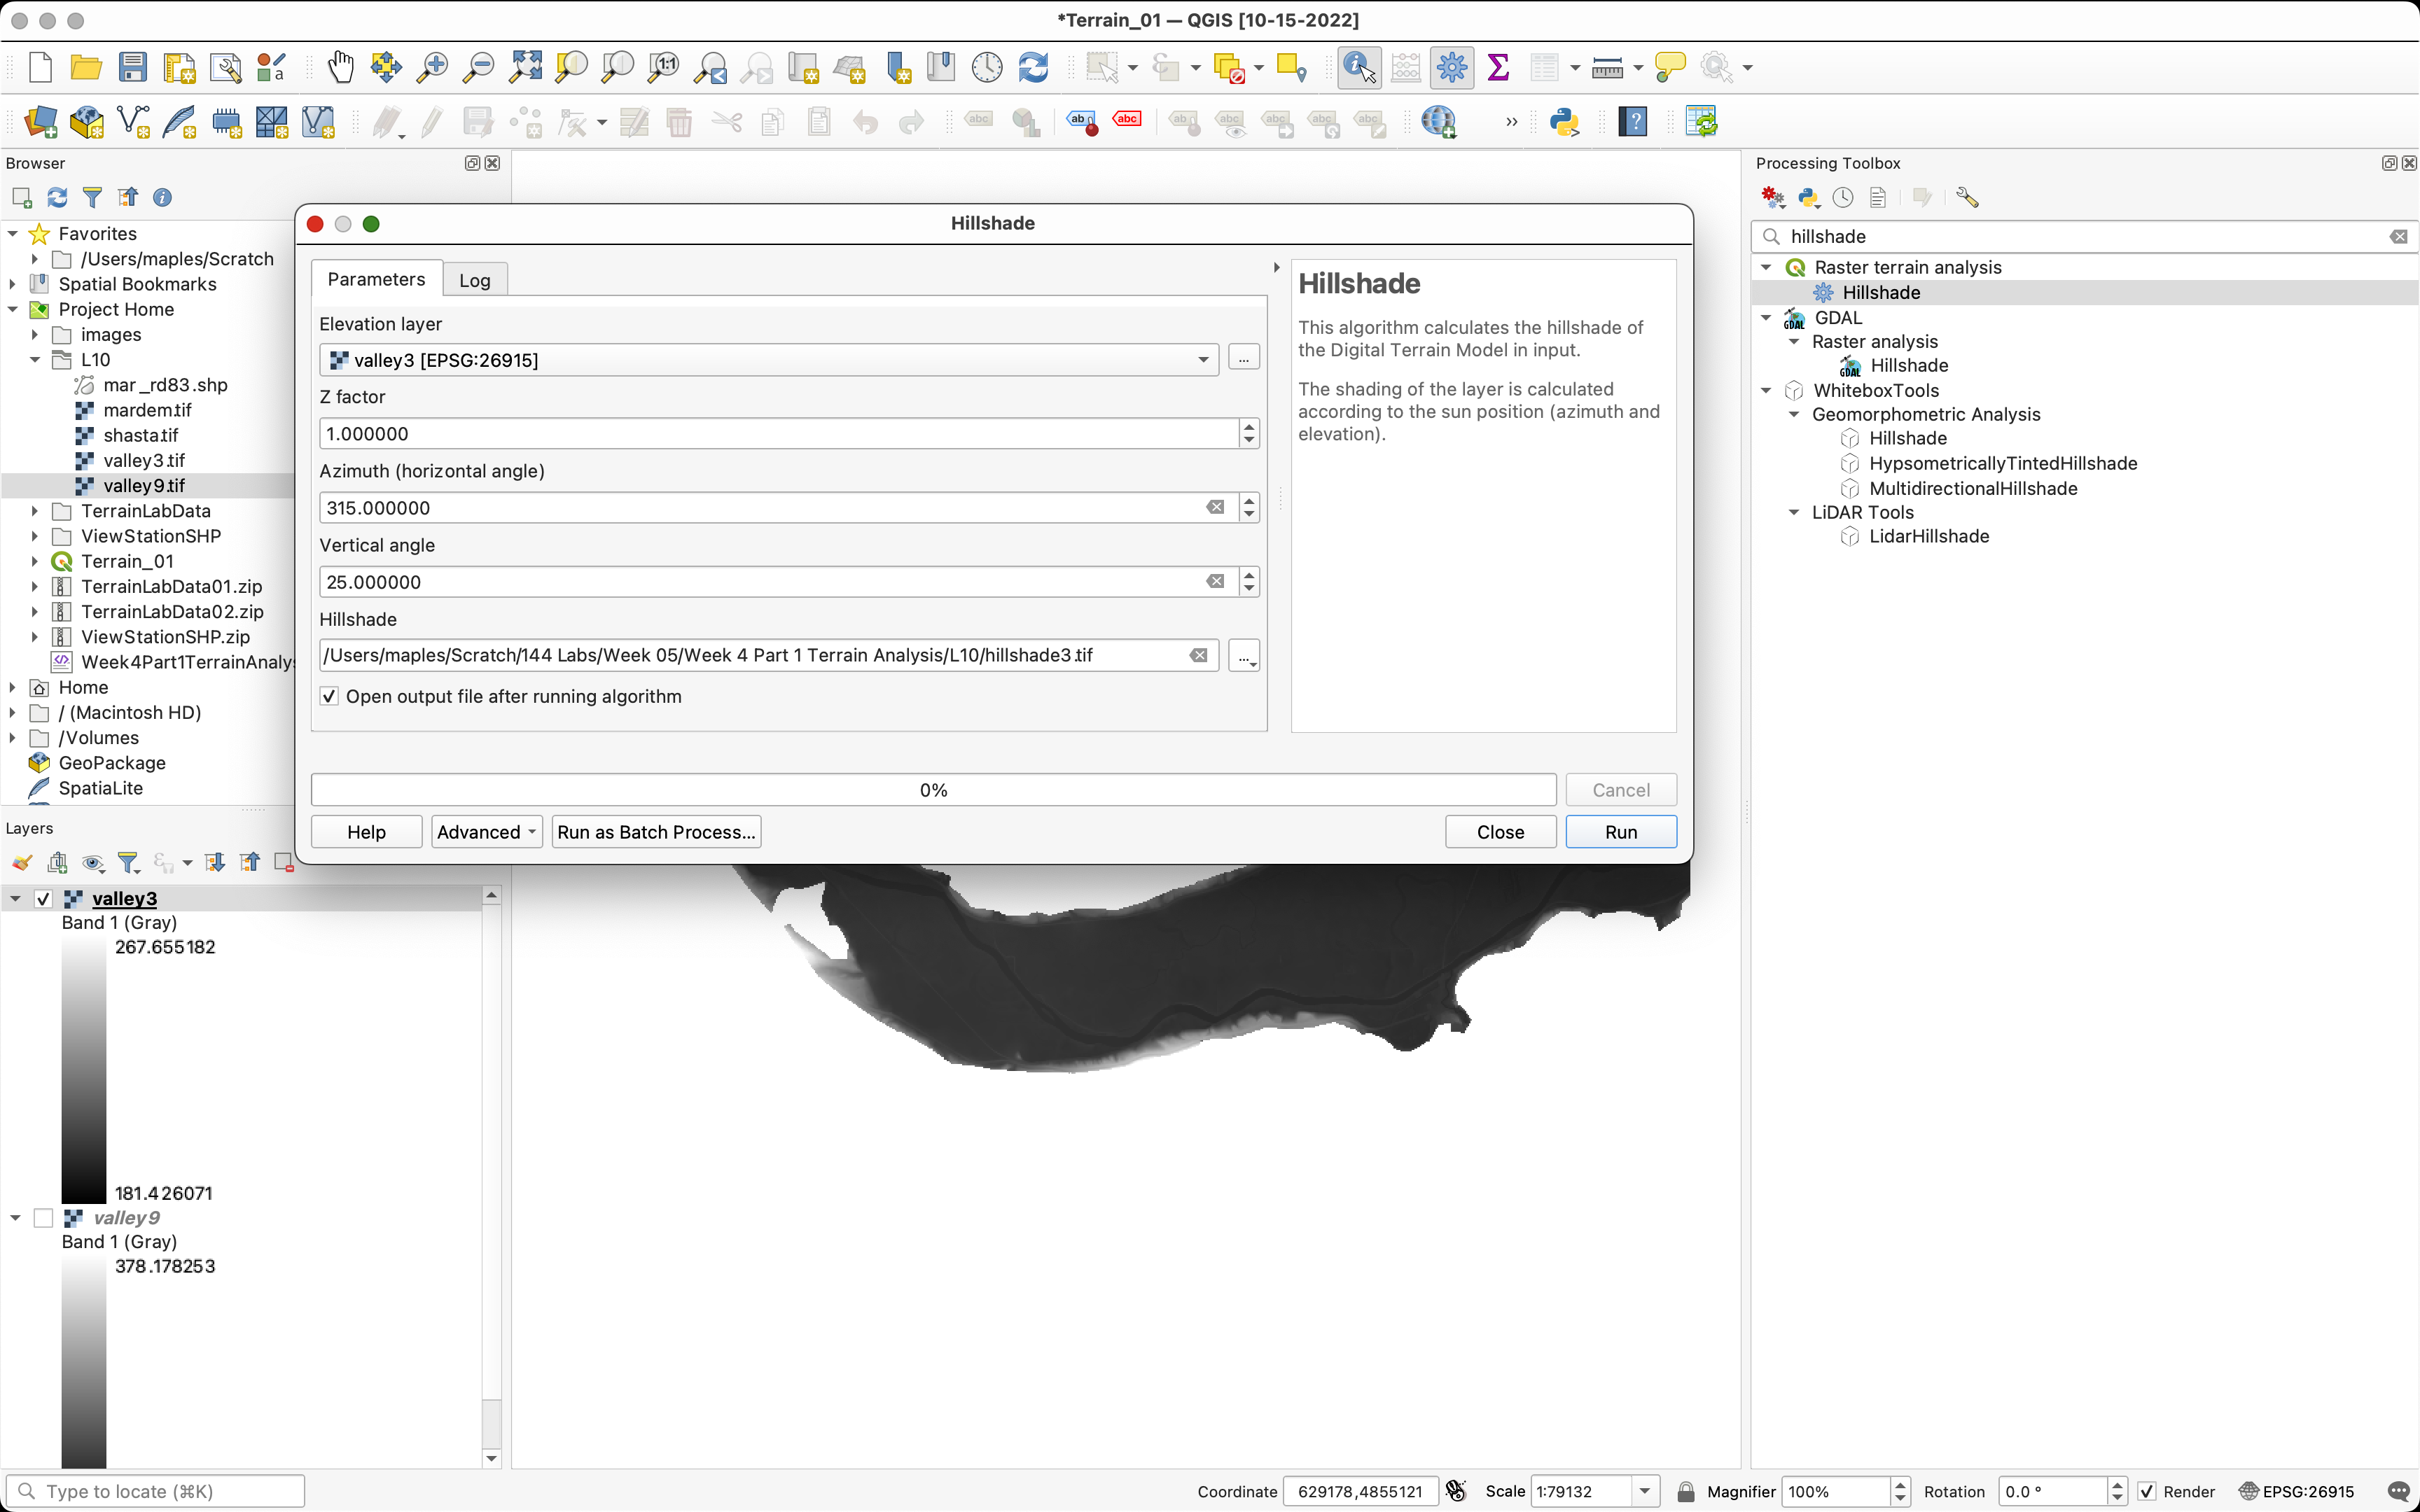 *Terrain_01 — QGIS [10-15-2022]
Browser
Favorites
/Users/maples/Scratch
Spatial Bookmarks
Project Home
images
L10
mar_rd83.shp
mardem.tif
shasta.tif
valley3.tif
valley9.tif
TerrainLabData
ViewStationSHP
Terrain_01
TerrainLabData01.zip
TerrainLabData02.zip
ViewStationSHP.zip
Week4Part1TerrainAnalys
Home
/ (Macintosh HD)
/Volumes
GeoPackage
SpatiaLite
Layers
valley3
Band 1 (Gray)
267.655182
181.426071
valley9
Band 1 (Gray)
378.178253
Hillshade
Parameters
Log
Elevation layer
valley3 [EPSG:26915]
...
Z factor
1.000000
Azimuth (horizontal angle)
315.000000
Vertical angle
25.000000
Hillshade
/Users/maples/Scratch/144 Labs/Week 05/Week 4 Part 1 Terrain Analysis/L10/hillshade3.tif
...
Open output file after running algorithm
Hillshade
This algorithm calculates the hillshade of
the Digital Terrain Model in input.
The shading of the layer is calculated
according to the sun position (azimuth and
elevation).
0%
Cancel
Help
Advanced
Run as Batch Process...
Close
Run
Processing Toolbox
hillshade
Raster terrain analysis
Hillshade
GDAL
Raster analysis
Hillshade
WhiteboxTools
Geomorphometric Analysis
Hillshade
HypsometricallyTintedHillshade
MultidirectionalHillshade
LiDAR Tools
LidarHillshade
Type to locate (⌘K)
Coordinate
629178,4855121
Scale
1:79132
Magnifier
100%
Rotation
0.0 °
Render
EPSG:26915